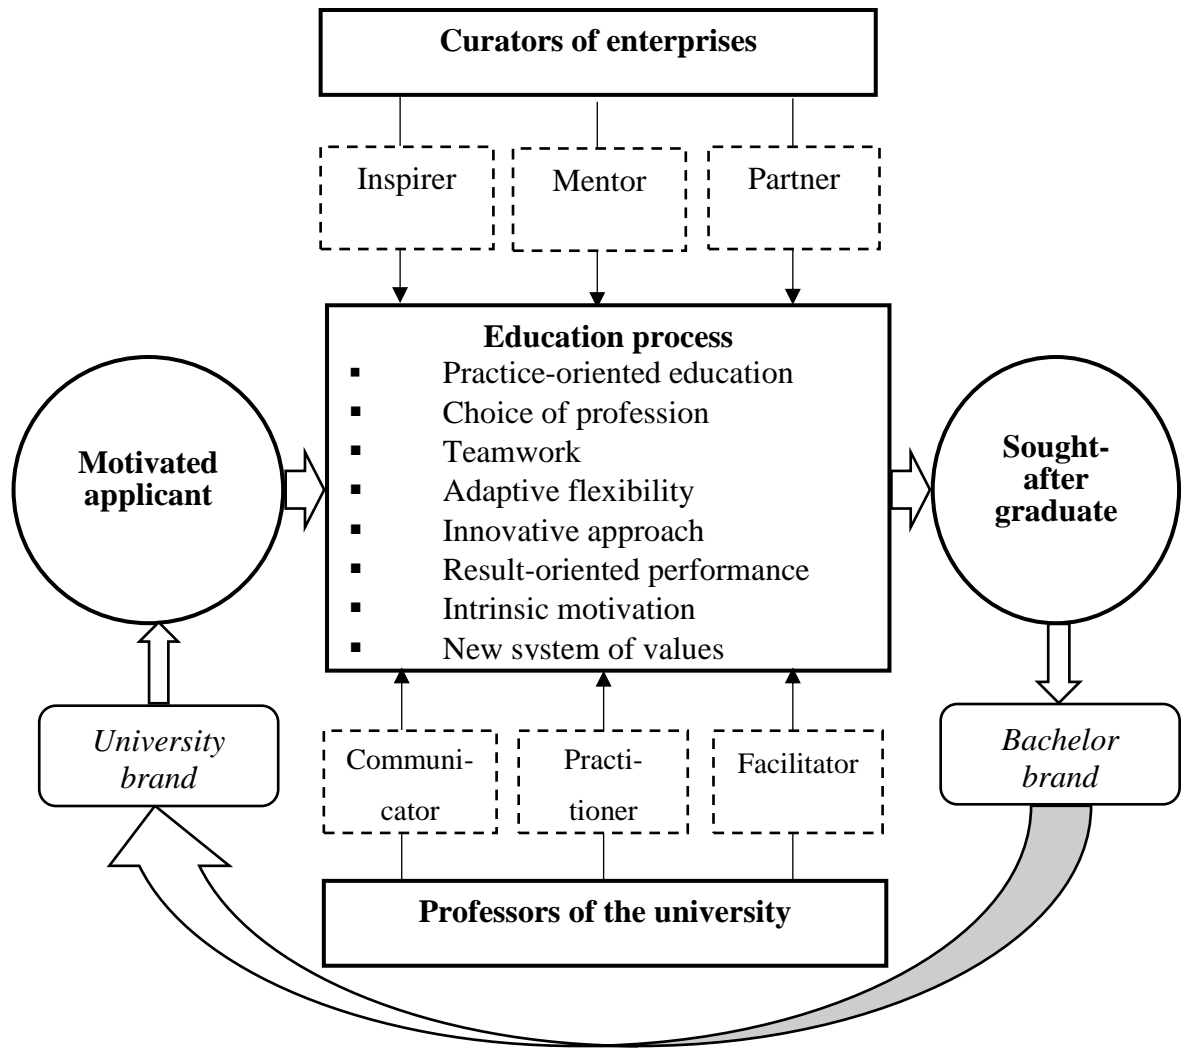 Curators of enterprises
Inspirer
Mentor
Partner
Education process
▪ Practice-oriented education
▪ Choice of profession
▪ Teamwork
▪ Adaptive flexibility
▪ Innovative approach
▪ Result-oriented performance
▪ Intrinsic motivation
▪ New system of values
Motivated
applicant
Sought-
after
graduate
University
brand
Bachelor
brand
Communi-
cator
Practi-
tioner
Facilitator
Professors of the university